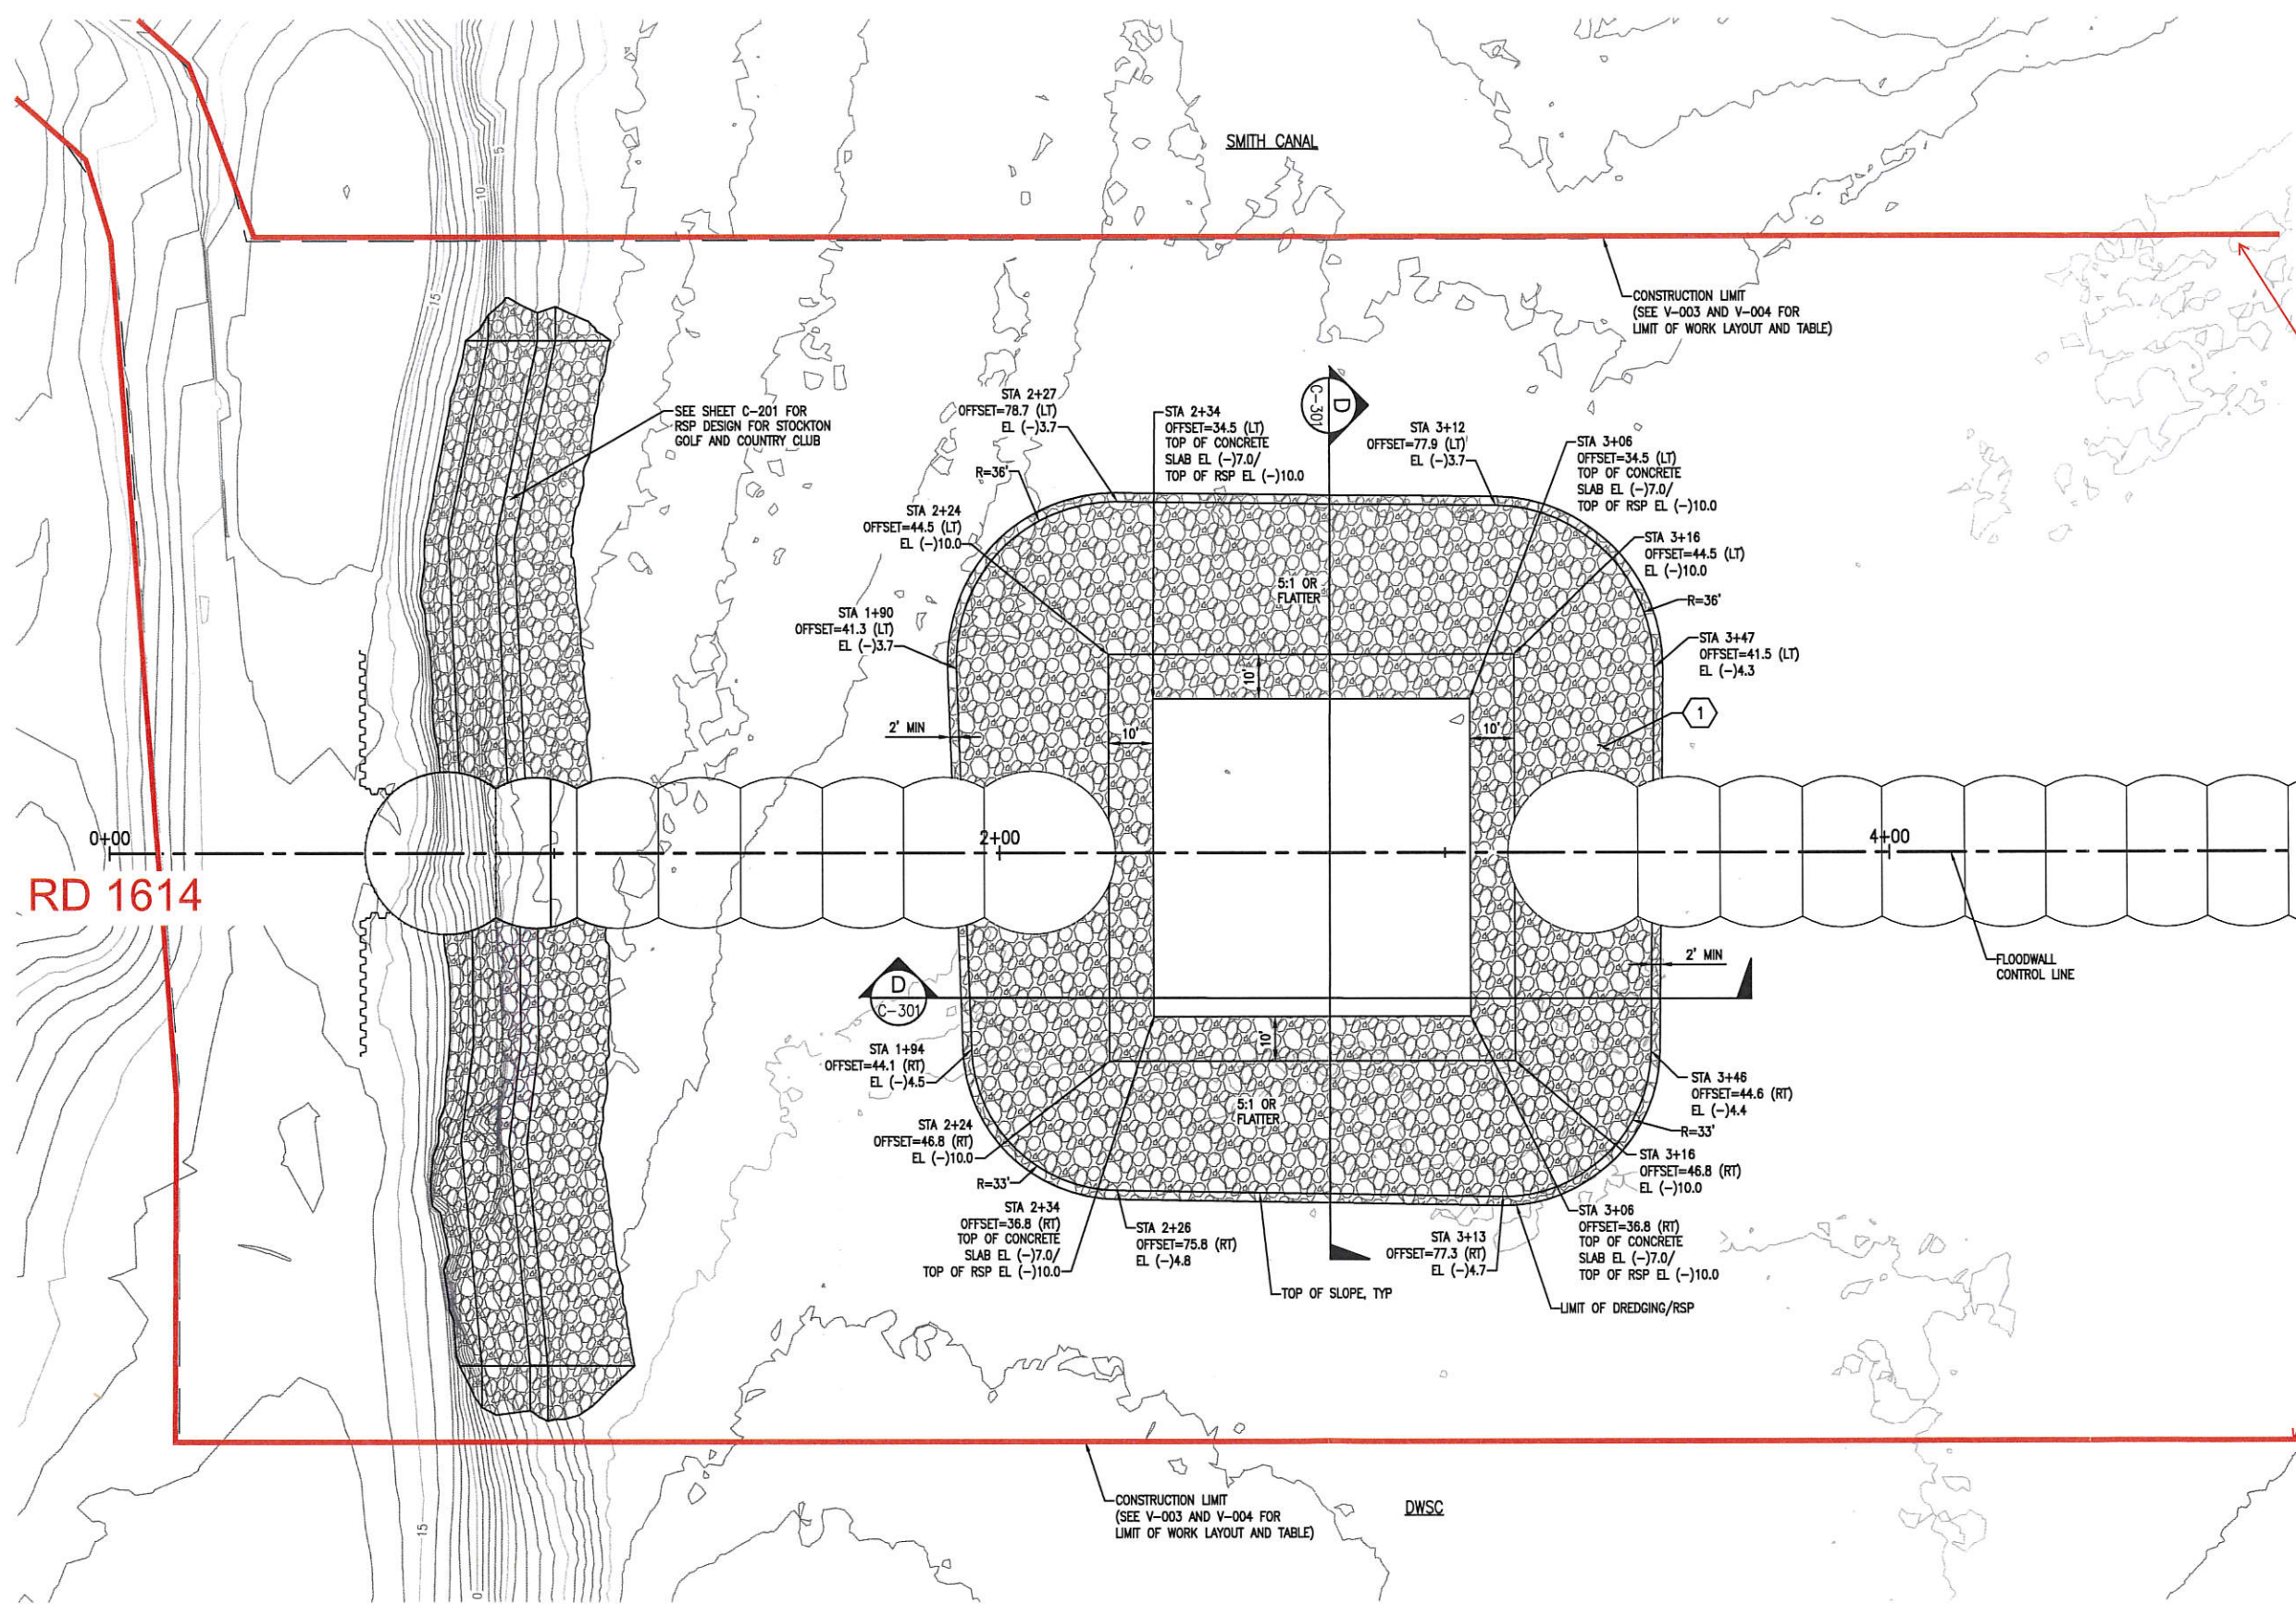 SMITH CANAL
5
10
15
CONSTRUCTION LIMIT
(SEE V-003 AND V-004 FOR
LIMIT OF WORK LAYOUT AND TABLE)
SEE SHEET C-201 FOR
RSP DESIGN FOR STOCKTON
GOLF AND COUNTRY CLUB
STA 2+27
OFFSET=78.7 (LT)
EL (-)3.7
R=36'
STA 2+34
OFFSET=34.5 (LT)
TOP OF CONCRETE
SLAB EL (-)7.0/
TOP OF RSP EL (-)10.0
D
C-301
STA 3+12
OFFSET=77.9 (LT)
EL (-)3.7
STA 3+06
OFFSET=34.5 (LT)
TOP OF CONCRETE
SLAB EL (-)7.0/
TOP OF RSP EL (-)10.0
STA 2+24
OFFSET=44.5 (LT)
EL (-)10.0
STA 3+16
OFFSET=44.5 (LT)
EL (-)10.0
5:1 OR
FLATTER
R=36'
STA 1+90
OFFSET=41.3 (LT)
EL (-)3.7
STA 3+47
OFFSET=41.5 (LT)
EL (-)4.3
10'
1
2' MIN
10'
10'
0+00
2+00
4+00
RD 1614
2' MIN
FLOODWALL
CONTROL LINE
D
C-301
10'
STA 1+94
OFFSET=44.1 (RT)
EL (-)4.5
STA 3+46
OFFSET=44.6 (RT)
EL (-)4.4
5:1 OR
FLATTER
STA 2+24
OFFSET=46.8 (RT)
EL (-)10.0
R=33'
R=33'
STA 3+16
OFFSET=46.8 (RT)
EL (-)10.0
STA 2+34
OFFSET=36.8 (RT)
TOP OF CONCRETE
SLAB EL (-)7.0/
TOP OF RSP EL (-)10.0
STA 2+26
OFFSET=75.8 (RT)
EL (-)4.8
STA 3+13
OFFSET=77.3 (RT)
EL (-)4.7
STA 3+06
OFFSET=36.8 (RT)
TOP OF CONCRETE
SLAB EL (-)7.0/
TOP OF RSP EL (-)10.0
TOP OF SLOPE, TYP
LIMIT OF DREDGING/RSP
CONSTRUCTION LIMIT
(SEE V-003 AND V-004 FOR
LIMIT OF WORK LAYOUT AND TABLE)
DWSC
15
0